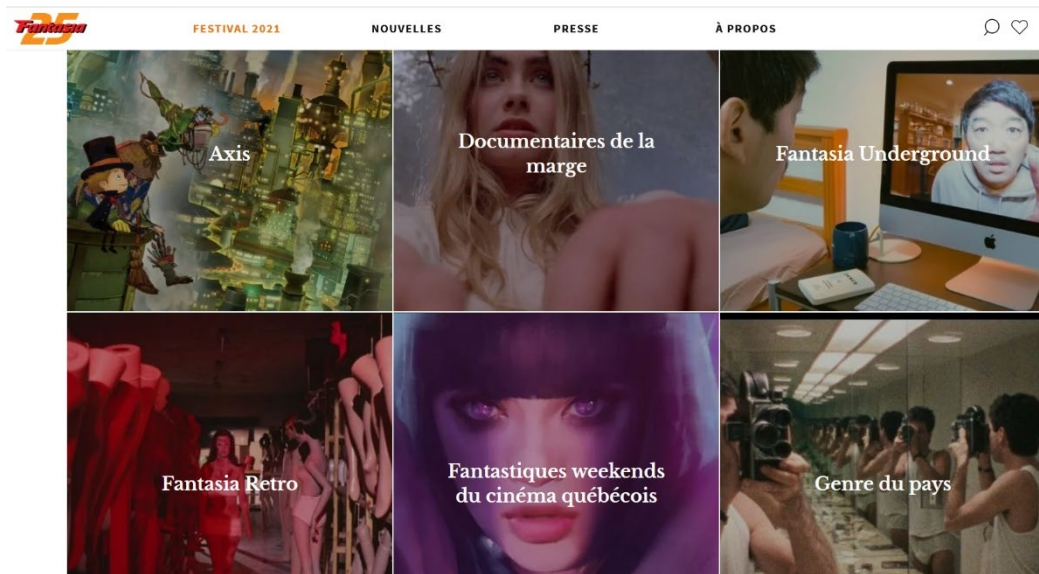 Fantasia 25
FESTIVAL 2021
NOUVELLES
PRESSE
À PROPOS
Axis
Documentaires de la
marge
Fantasia Underground
Fantasia Retro
Fantastiques weekends
du cinéma québécois
Genre du pays